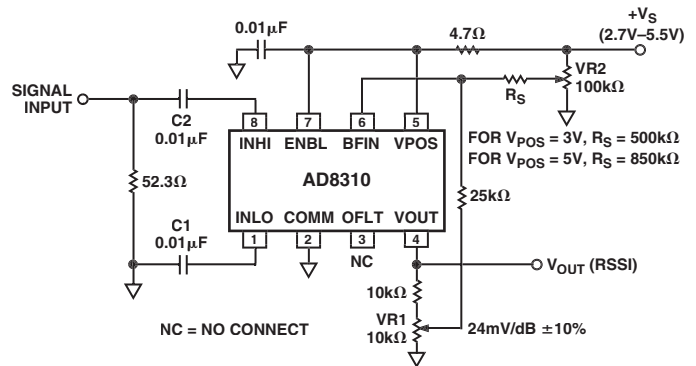 +VS
(2.7V–5.5V)
0.01µF
4.7Ω
VR2
100kΩ
RS
SIGNAL
INPUT
C2
0.01µF
8
7
6
5
INHI
ENBL
BFIN
VPOS
FOR VPOS = 3V, RS = 500kΩ
FOR VPOS = 5V, RS = 850kΩ
52.3Ω
AD8310
25kΩ
C1
0.01µF
INLO
COMM
OFLT
VOUT
1
2
3
4
NC
VOUT (RSSI)
10kΩ
VR1
10kΩ
24mV/dB ±10%
NC = NO CONNECT